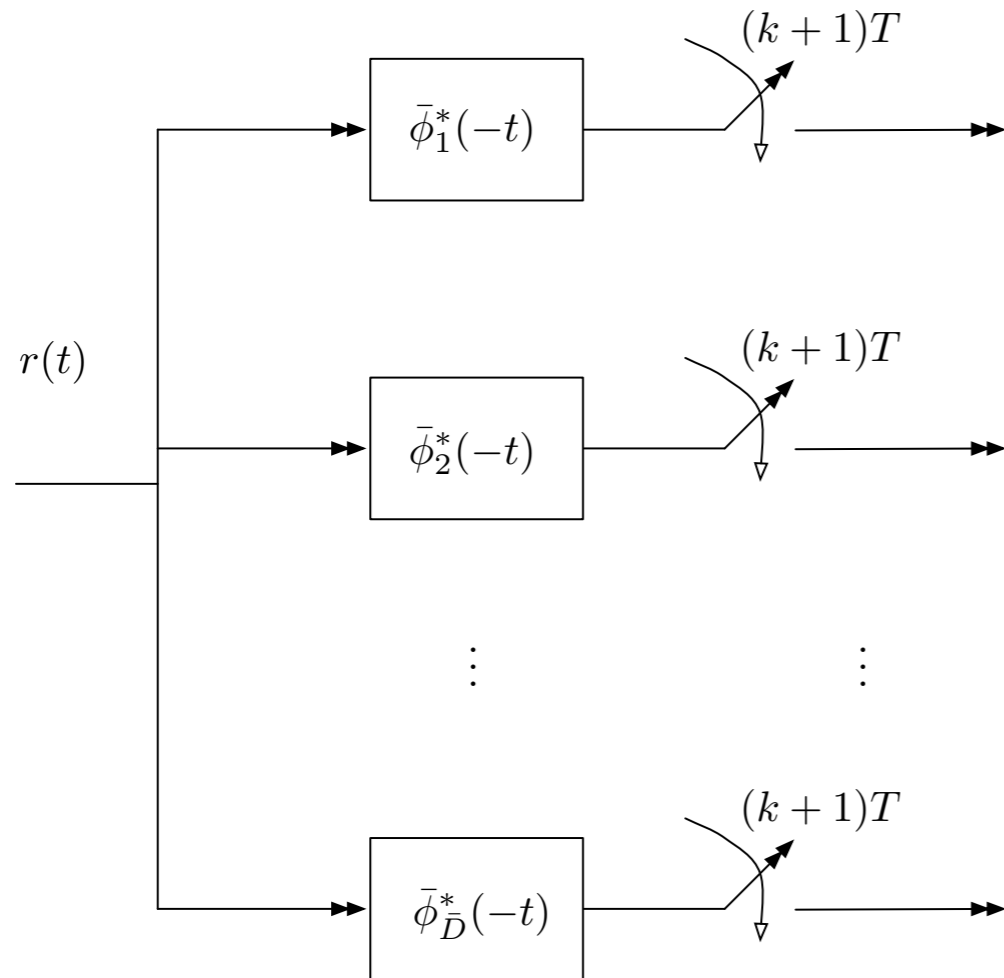 (k + 1)T
ϕ̄₁*(−t)
r(t)
(k + 1)T
ϕ̄₂*(−t)
⋮ ⋮
(k + 1)T
ϕ̄_D̄*(−t)